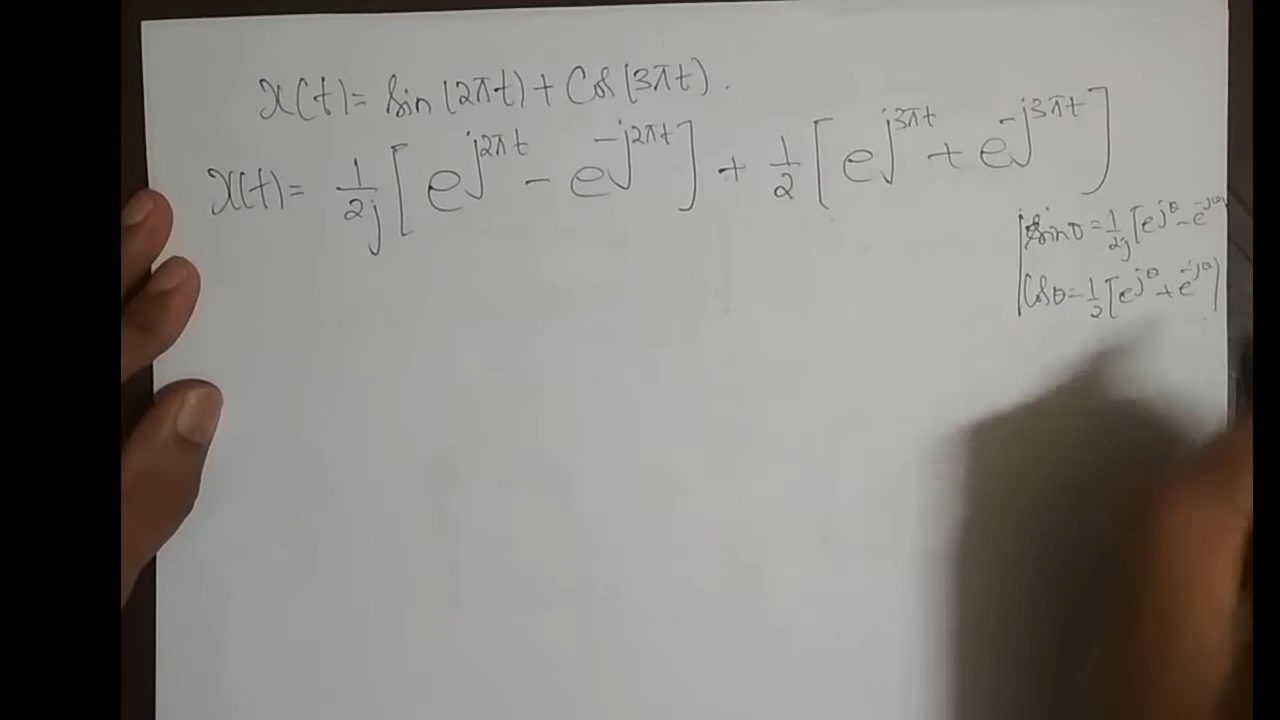 x(t) = sin(2πt) + Cos(3πt).
x(t) = 1/2j [e^{j2πt} - e^{-j2πt}] + 1/2 [e^{j3πt} + e^{-j3πt}]
sinθ = 1/2j [e^{jθ} - e^{-jθ}
Cosθ = 1/2 [e^{jθ} + e^{-jθ}]